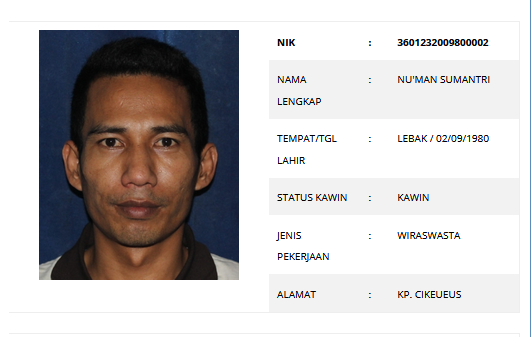 NIK : 3601232009800002
NAMA : NU'MAN SUMANTRI
LENGKAP
TEMPAT/TGL : LEBAK / 02/09/1980
LAHIR
STATUS KAWIN : KAWIN
JENIS : WIRASWASTA
PEKERJAAN
ALAMAT : KP. CIKEUEUS